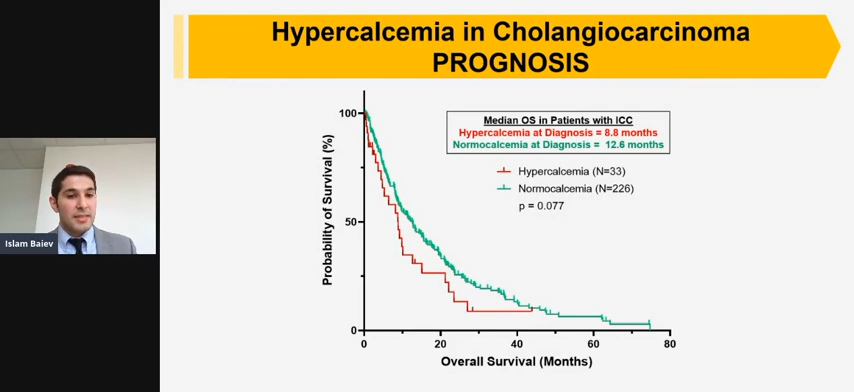 Hypercalcemia in Cholangiocarcinoma
PROGNOSIS
Median OS in Patients with ICC
Hypercalcemia at Diagnosis = 8.8 months
Normocalcemia at Diagnosis = 12.6 months
Hypercalcemia (N=33)
Normocalcemia (N=226)
p = 0.077
Probability of Survival (%)
100
50
0
0 20 40 60 80
Overall Survival (Months)
Islam Baiev